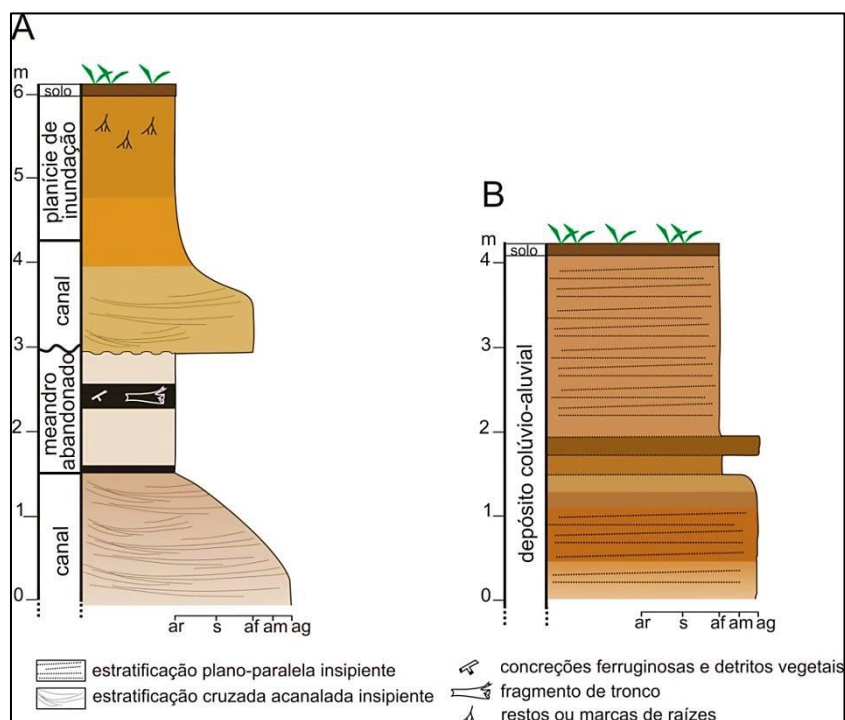 A
m
6
solo
planície de
inundação
5
4
canal
3
meandro
abandonado
2
1
canal
0
ar s af am ag
B
m
solo
4
3
depósito colúvio-aluvial
2
1
0
ar s af am ag
estratificação plano-paralela insipiente
estratificação cruzada acanalada insipiente
concreções ferruginosas e detritos vegetais
fragmento de tronco
restos ou marcas de raízes